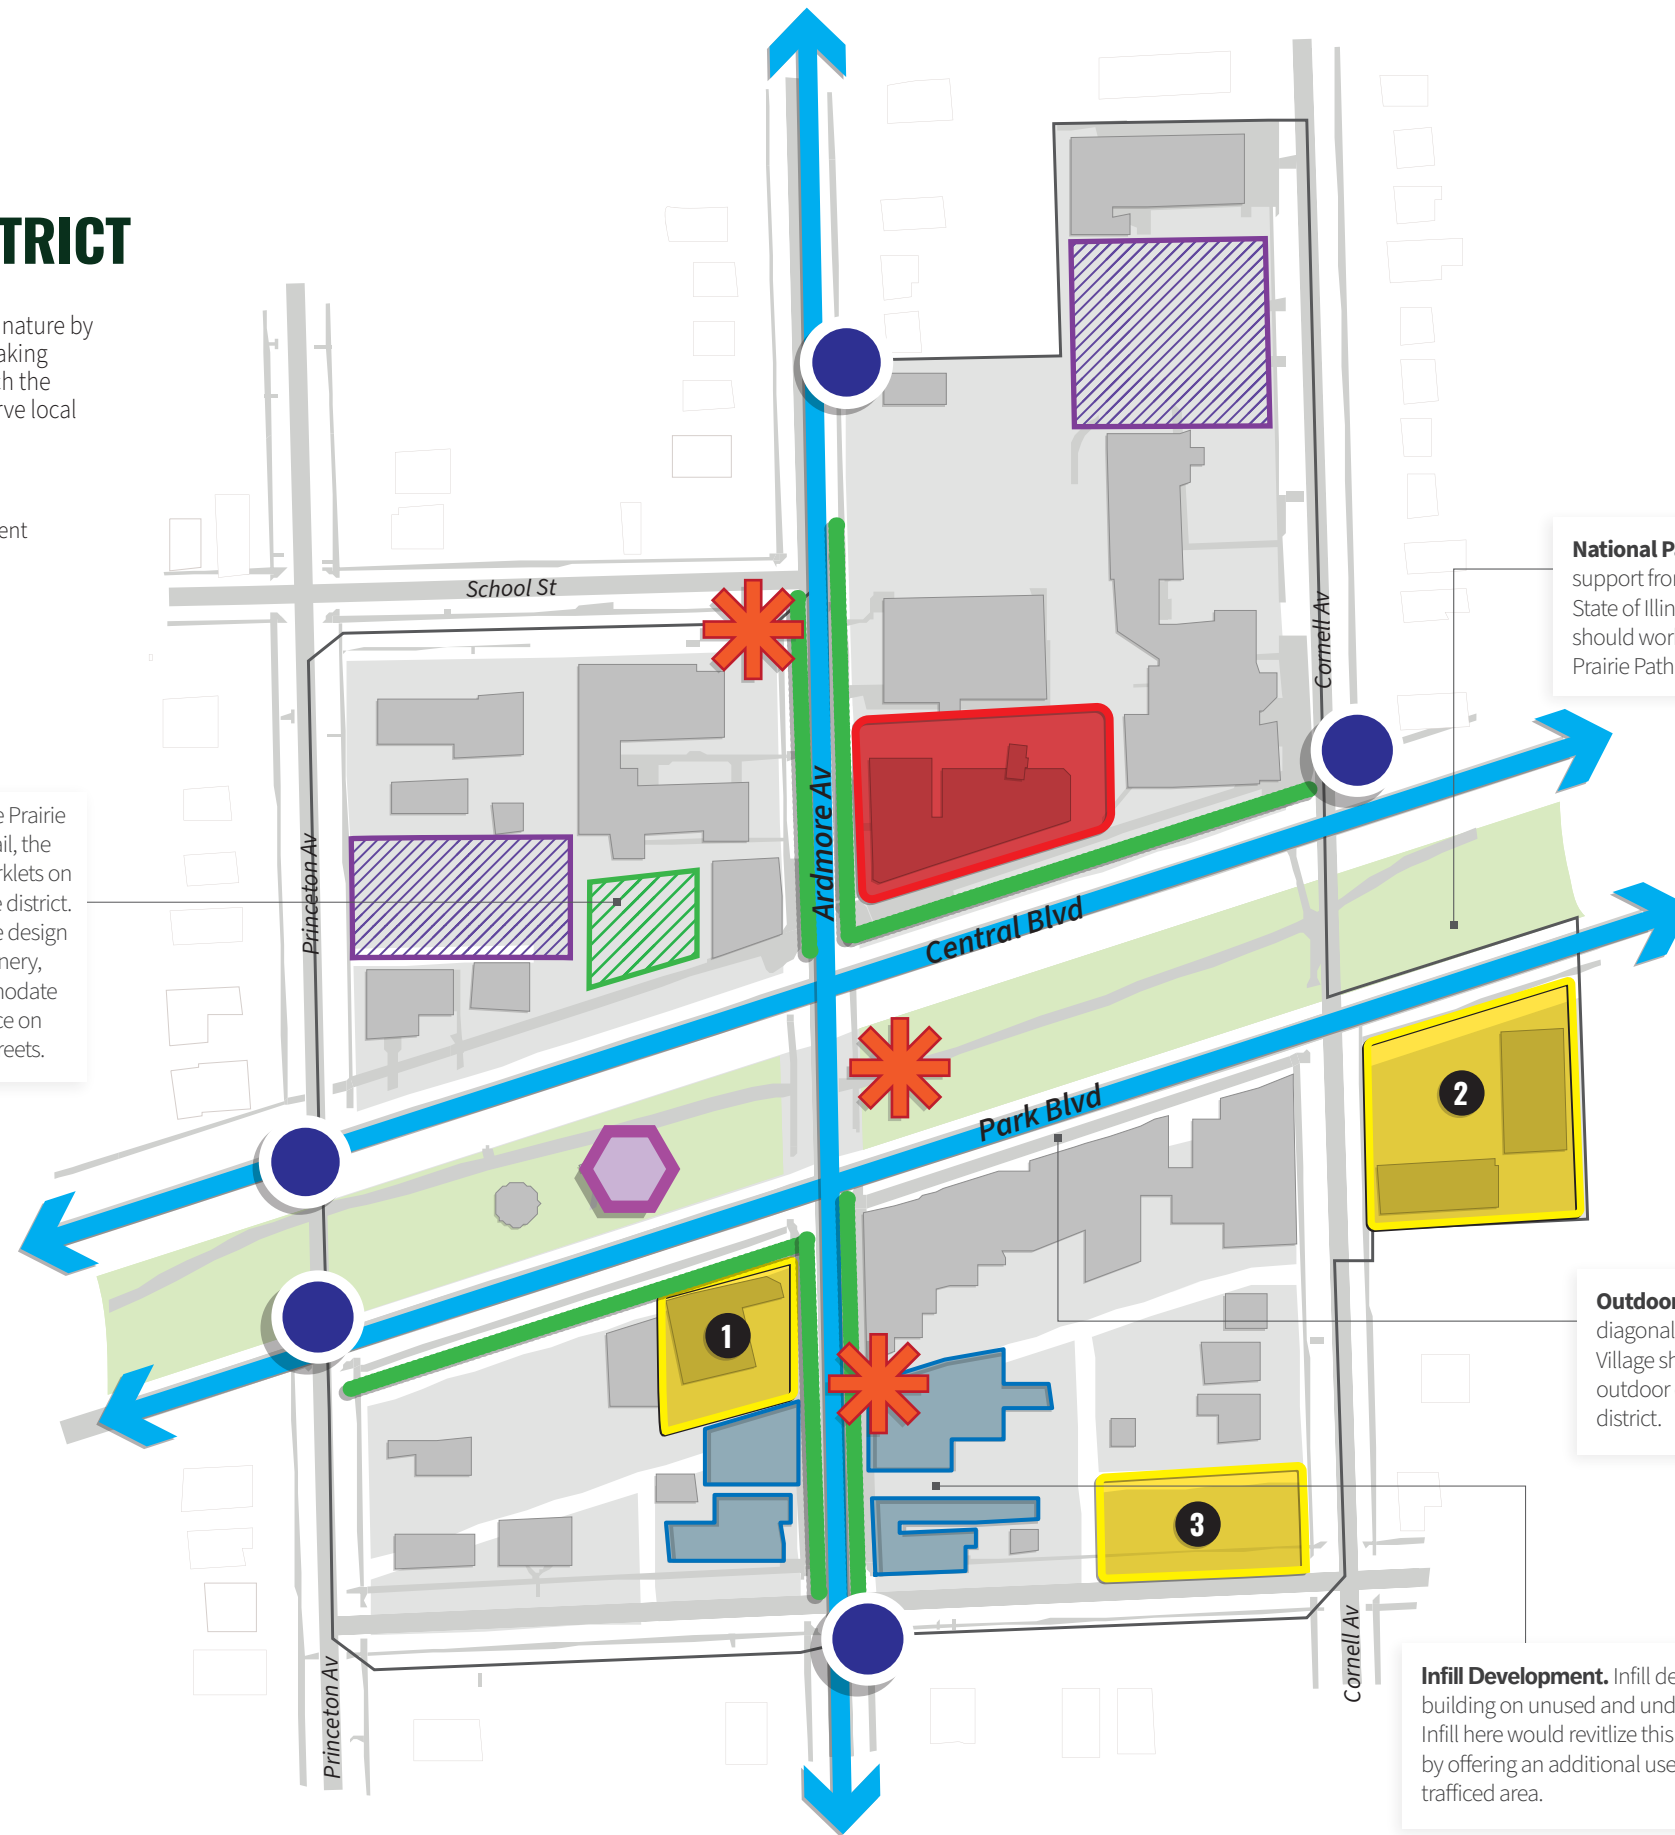 TRICT
nature by
aking
h the
rve local
ent
School St
National P
support from
State of Illin
should wor
Prairie Path
Cornell Av
e Prairie
ail, the
rklets on
e district.
e design
nery,
nodate
ce on
reets.
Princeton Av
Ardmore Av
Central Blvd
Park Blvd
2
1
3
Outdoor
diagonal
Village sh
outdoor
district.
Infill Development. Infill de
building on unused and und
Infill here would revitlize this
by offering an additional use
trafficed area.
Princeton Av
Cornell Av